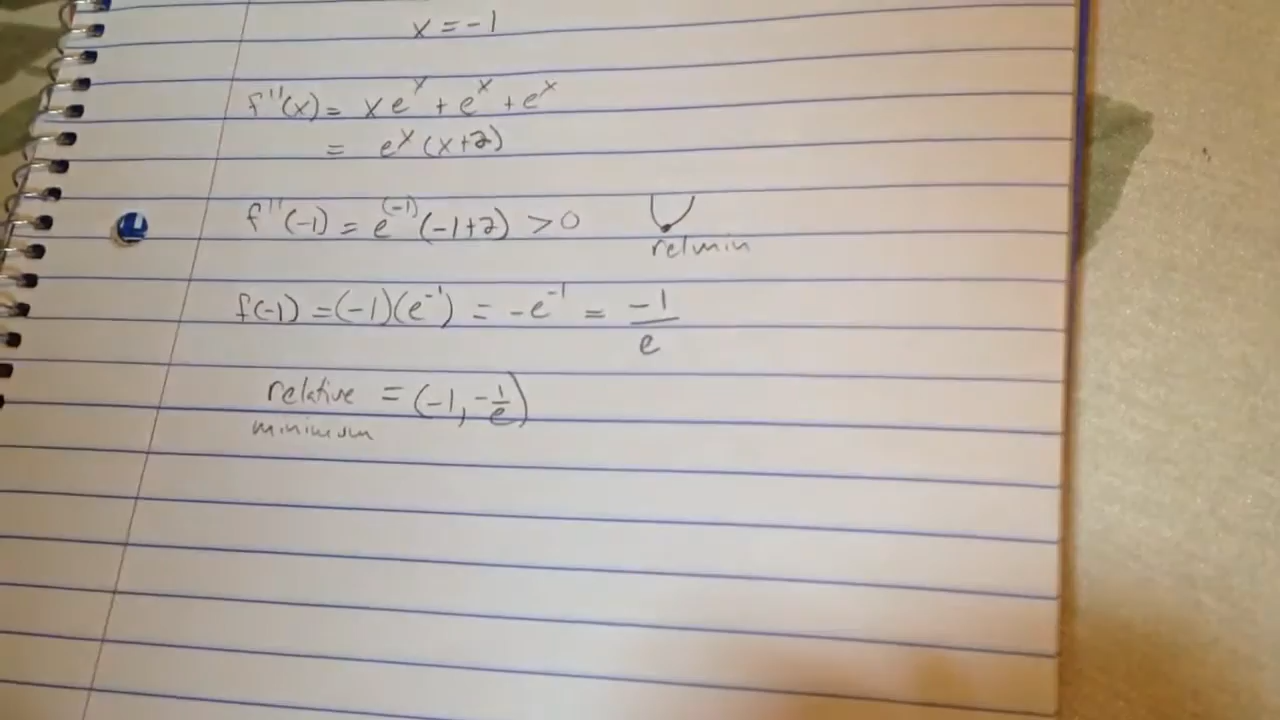 x = -1
f''(x) = xe^x + e^x + e^x
= e^x (x+2)
f''(-1) = e^(-1) (-1+2) > 0
rel min
f(-1) = (-1)(e^-1) = -e^-1 = -1/e
relative = (-1, -1/e)
minimum